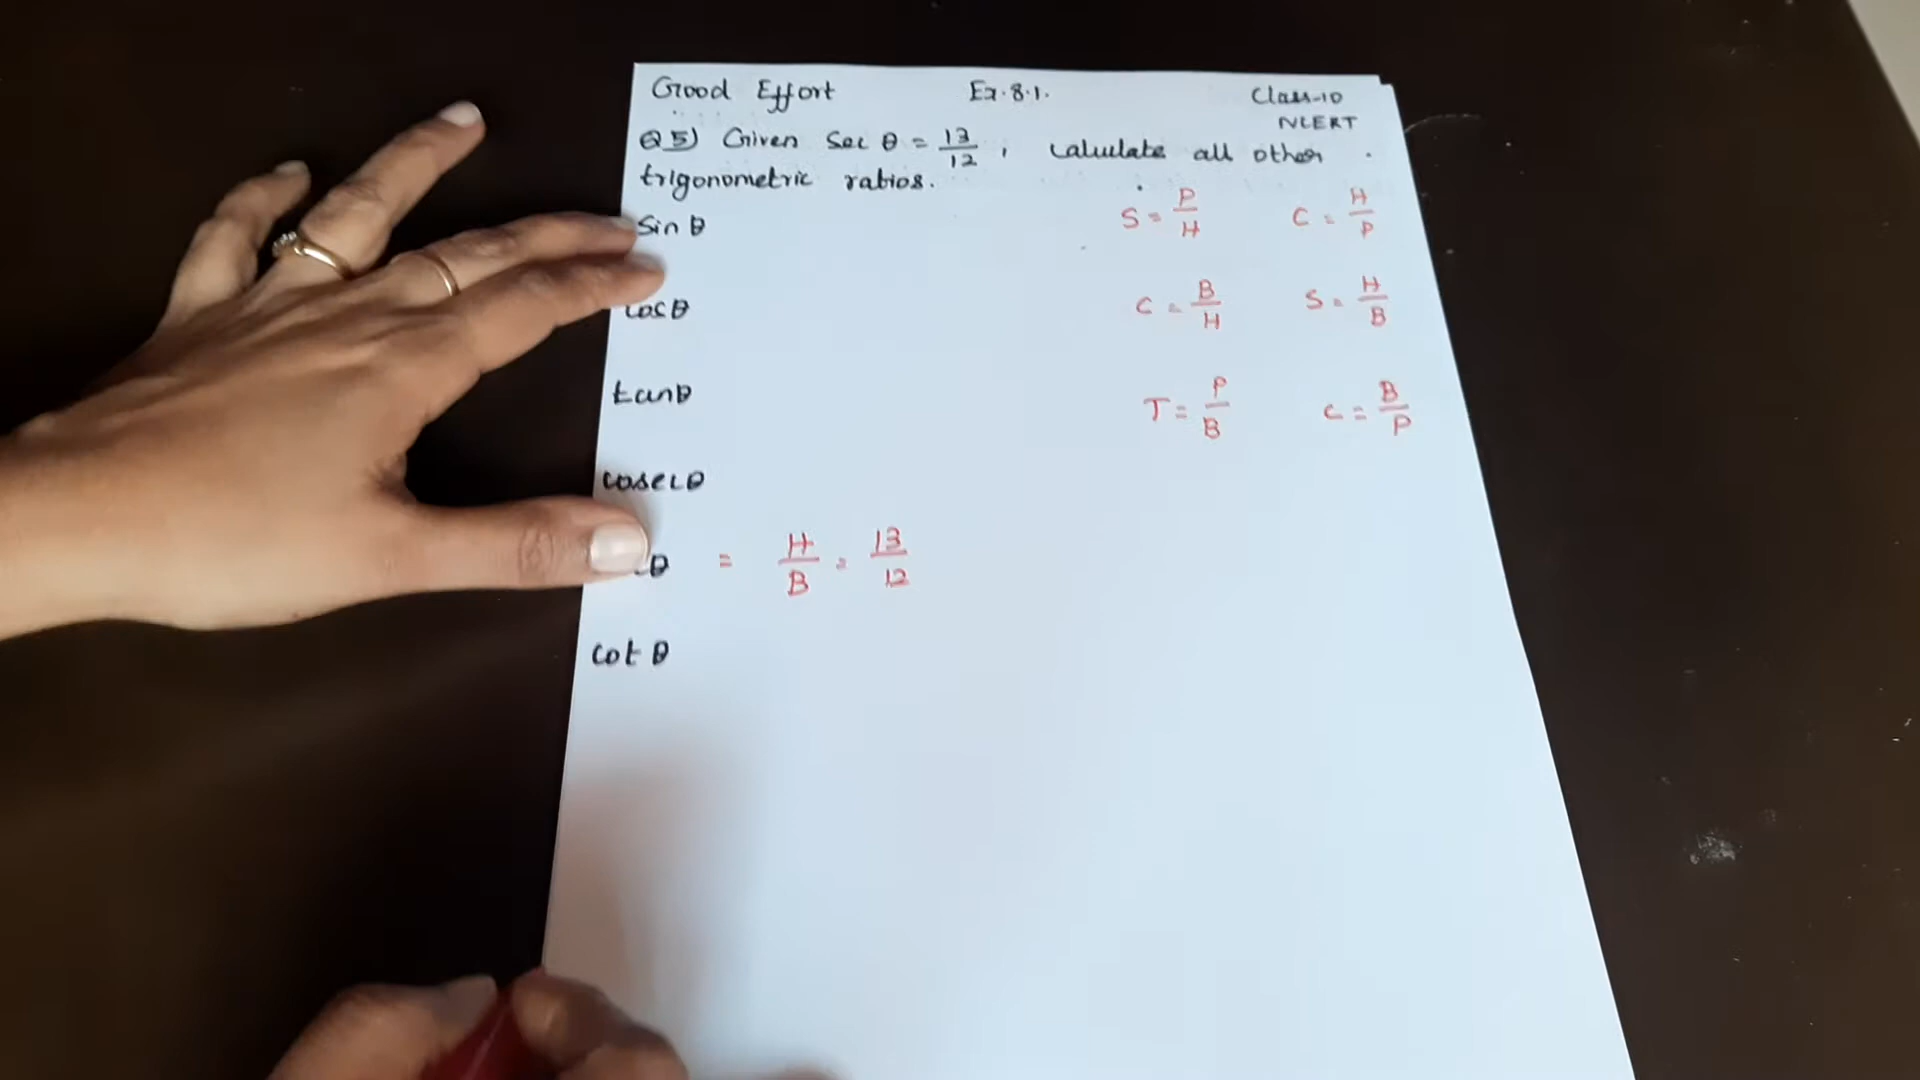 Good Effort Ex.8.1. Class-10
NCERT
Q5) Given Sec θ = 13/12, calculate all other
trigonometric ratios.
Sin θ S = P/H C = H/P
cos θ C = B/H S = H/B
tan θ T = P/B C = B/P
cosec θ
θ = H/B = 13/12
cot θ